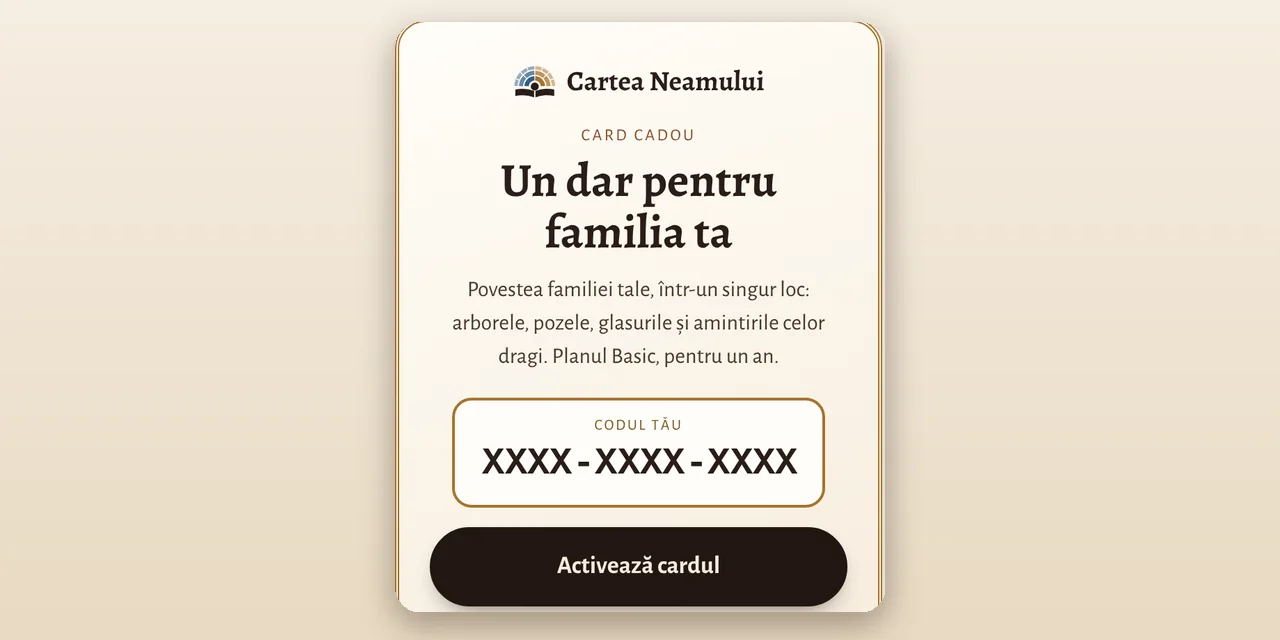 Cartea Neamului
CARD CADOU
Un dar pentru
familia ta
Povestea familiei tale, într-un singur loc:
arborele, pozele, glasurile și amintirile celor
dragi. Planul Basic, pentru un an.
CODUL TĂU
XXXX-XXXX-XXXX
Activează cardul